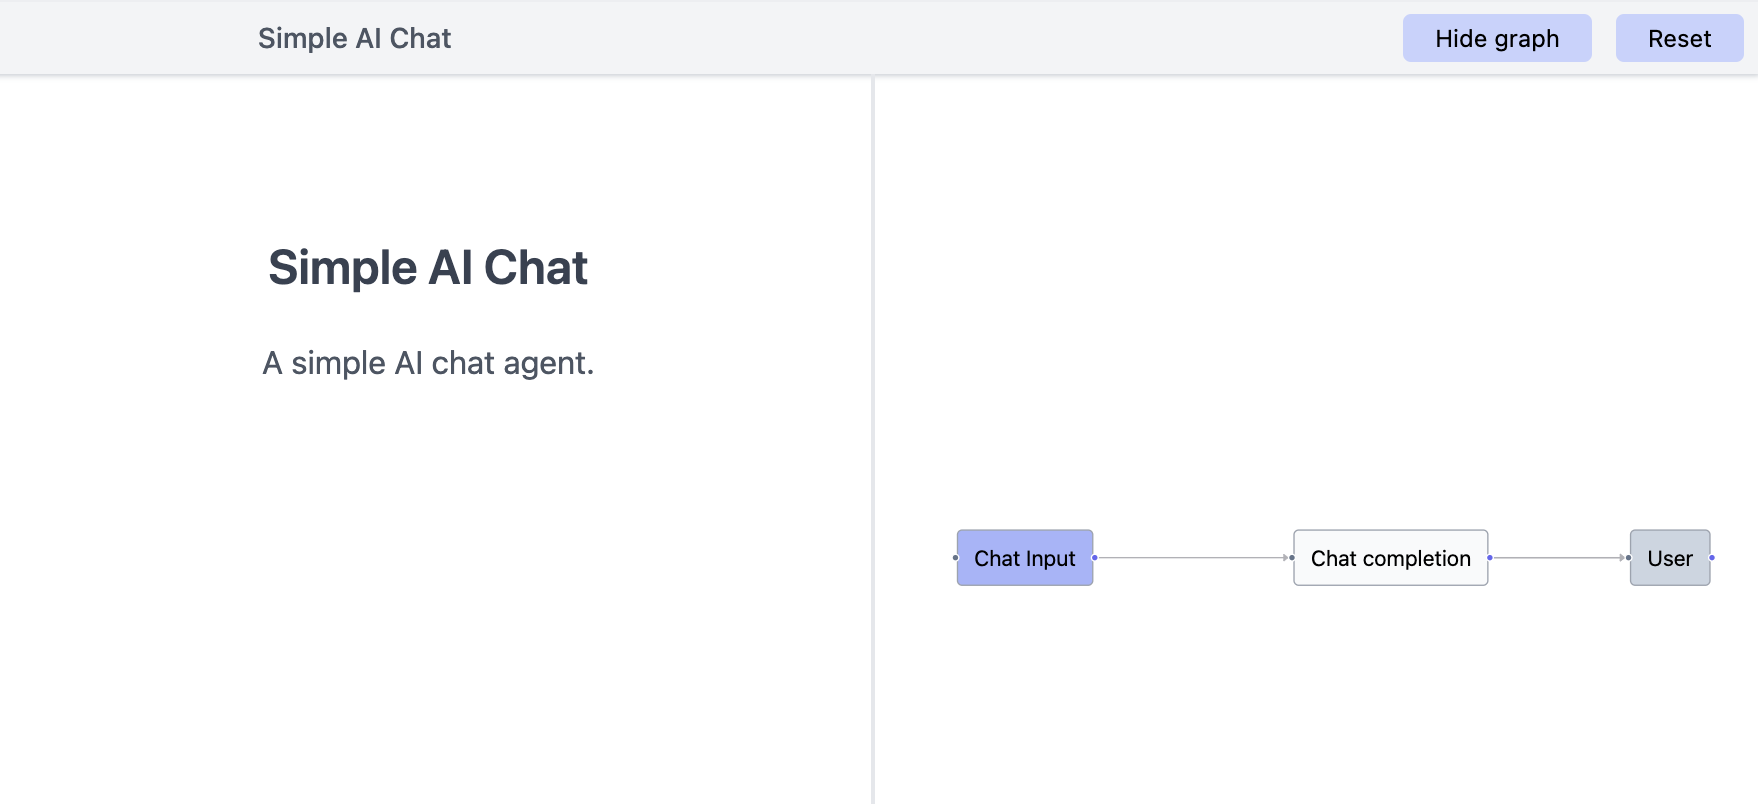 Simple AI Chat
Hide graph
Reset
Simple AI Chat
A simple AI chat agent.
Chat Input
Chat completion
User